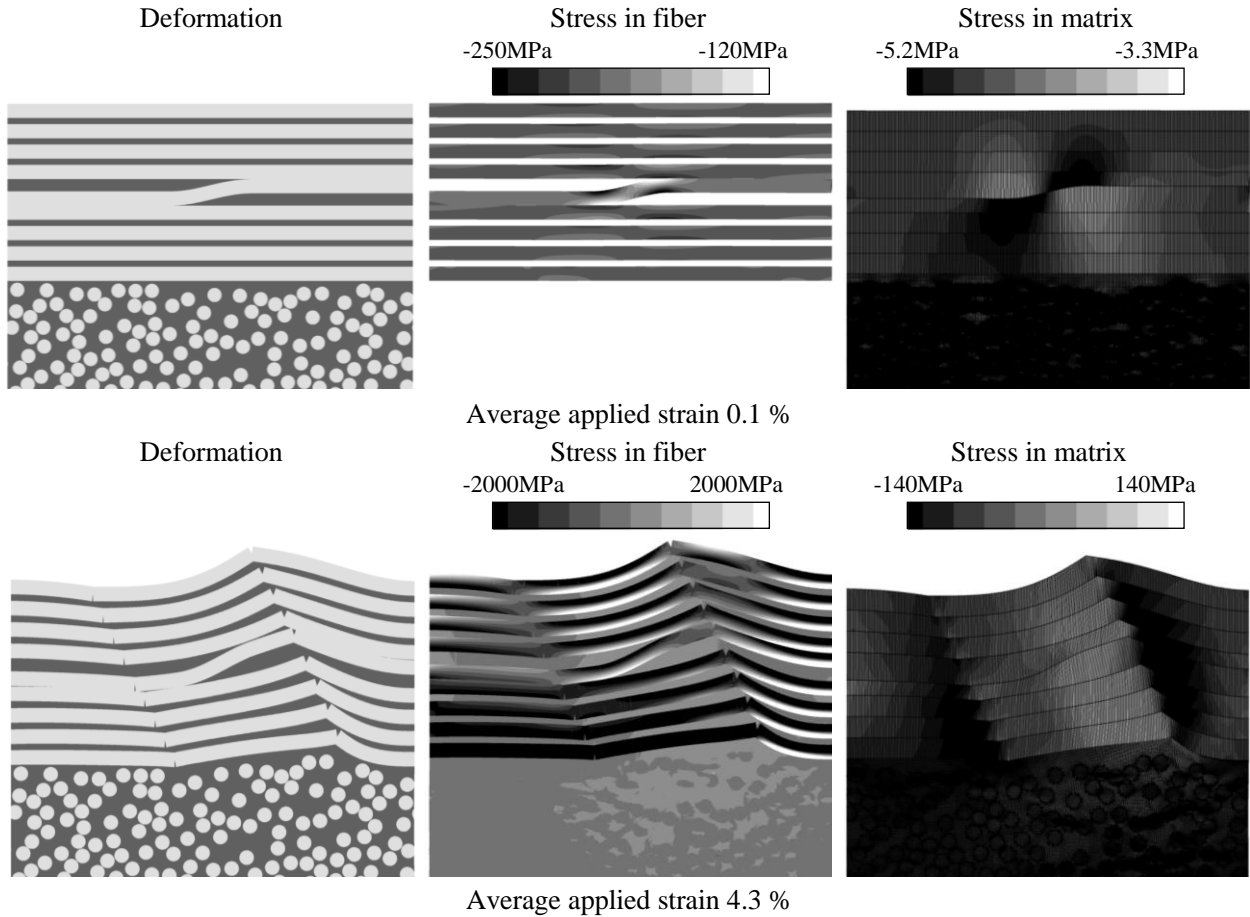 Deformation Stress in fiber Stress in matrix
-250MPa -120MPa -5.2MPa -3.3MPa
Average applied strain 0.1 %
Deformation Stress in fiber Stress in matrix
-2000MPa 2000MPa -140MPa 140MPa
Average applied strain 4.3 %